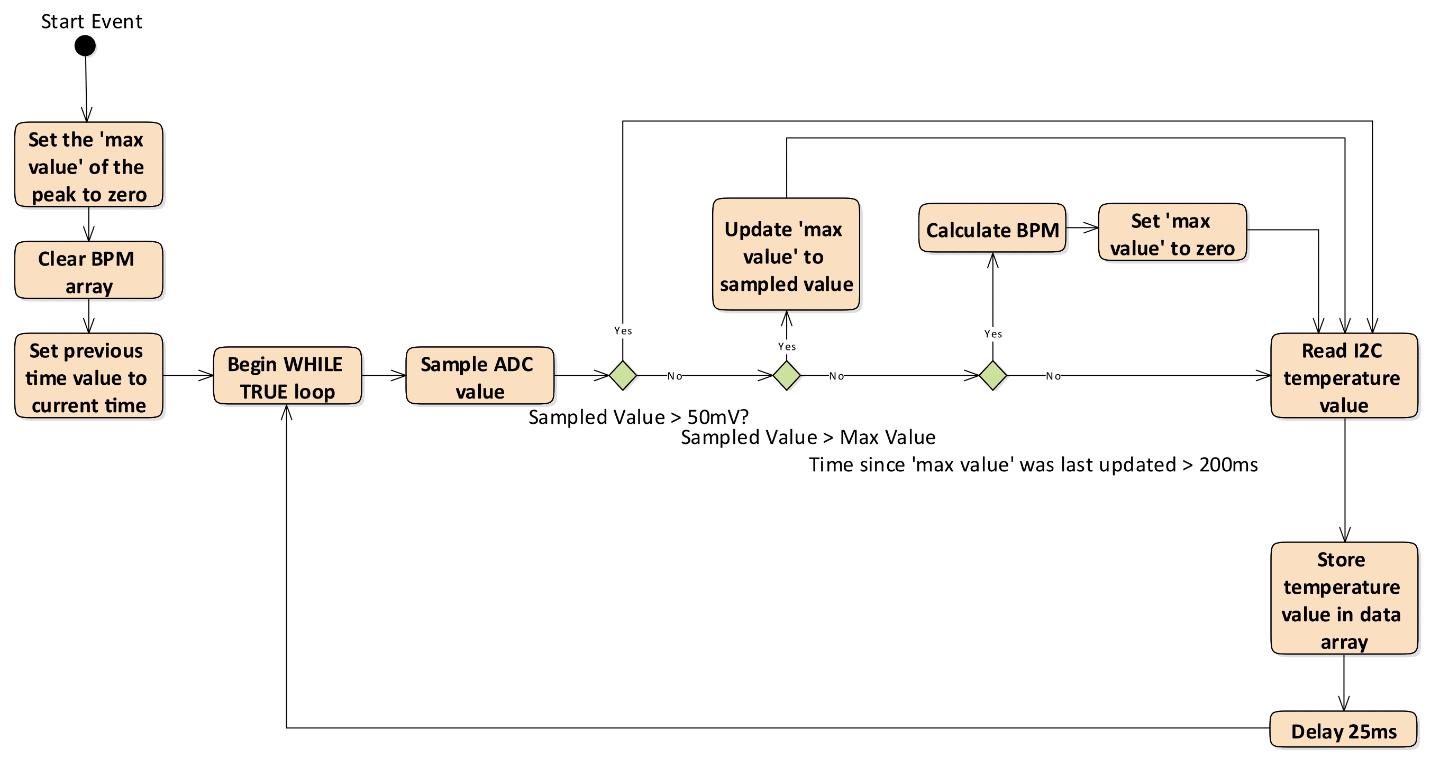 Start Event
Set the 'max
value' of the
peak to zero
Clear BPM
array
Set previous
time value to
current time
Begin WHILE
TRUE loop
Sample ADC
value
Yes
No
Sampled Value > 50mV?
Update 'max
value' to
sampled value
Yes
No
Sampled Value > Max Value
Calculate BPM
Set 'max
value' to zero
Yes
No
Time since 'max value' was last updated > 200ms
Read I2C
temperature
value
Store
temperature
value in data
array
Delay 25ms